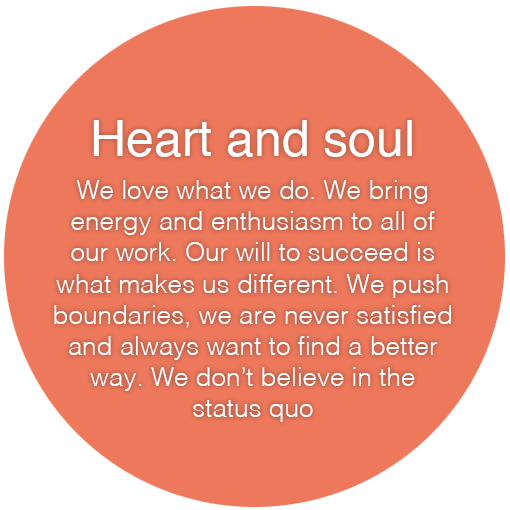 Heart and soul
We love what we do. We bring
energy and enthusiasm to all of
our work. Our will to succeed is
what makes us different. We push
boundaries, we are never satisfied
and always want to find a better
way. We don’t believe in the
status quo